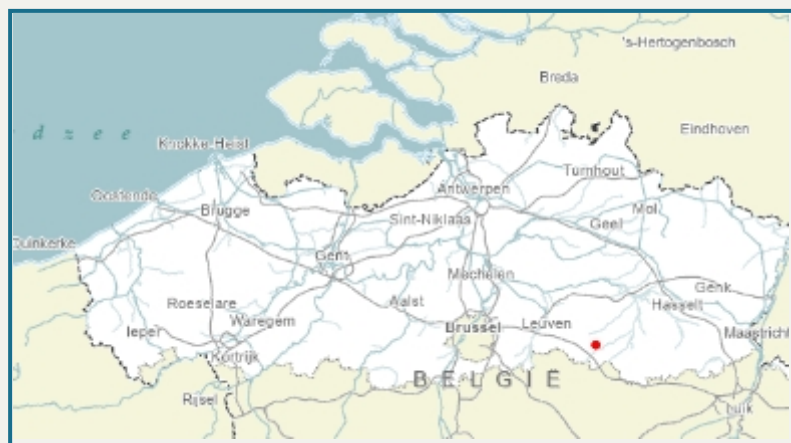 's-Hertogenbosch
Breda
Eindhoven
d z e e
Knokke-Heist
Turnhout
Antwerpen
Oostende
Brugge
Sint-Niklaas
Geel
Mol
Duinkerke
Gent
Mechelen
Genk
Roeselare
Aalst
Hasselt
Ieper
Waregem
Brussel
Leuven
Maastricht
Kortrijk
BELGIË
Rijsel
Luik